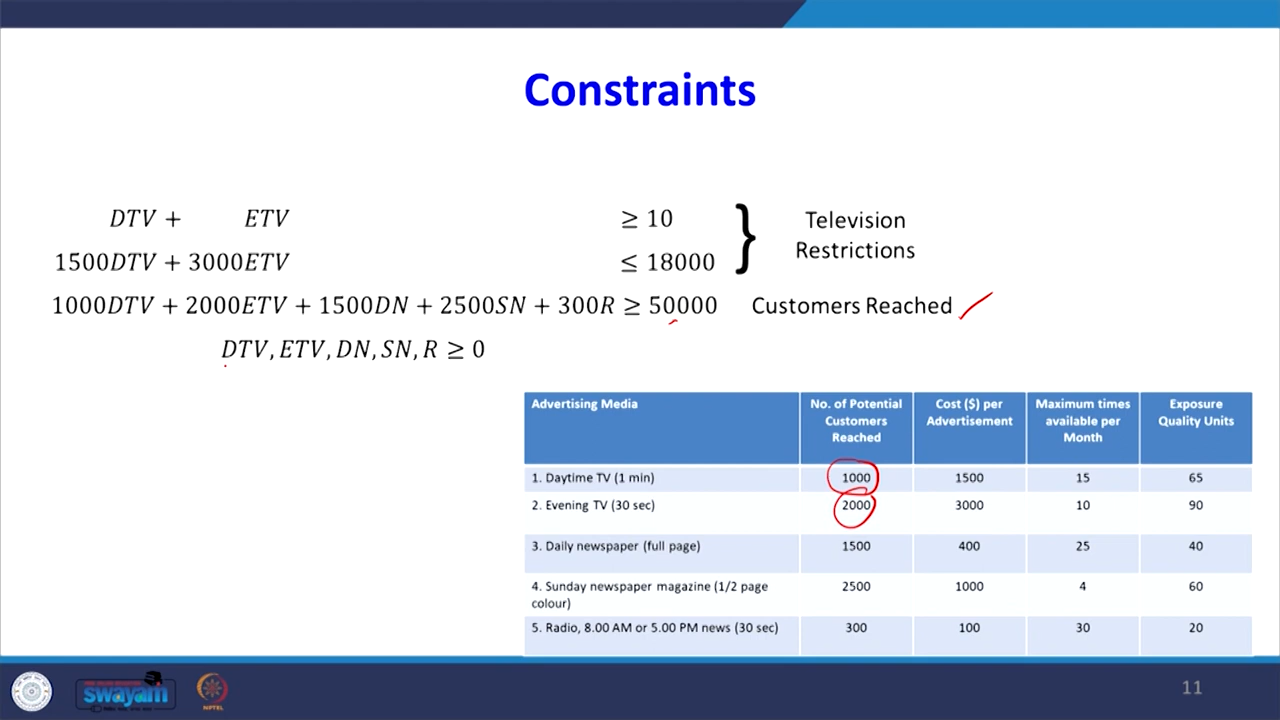 Constraints
DTV + ETV ≥ 10
1500DTV + 3000ETV ≤ 18000
Television
Restrictions
1000DTV + 2000ETV + 1500DN + 2500SN + 300R ≥ 50000 Customers Reached
DTV, ETV, DN, SN, R ≥ 0
Advertising Media No. of Potential Customers Reached Cost ($) per Advertisement Maximum times available per Month Exposure Quality Units
1. Daytime TV (1 min) 1000 1500 15 65
2. Evening TV (30 sec) 2000 3000 10 90
3. Daily newspaper (full page) 1500 400 25 40
4. Sunday newspaper magazine (1/2 page colour) 2500 1000 4 60
5. Radio, 8.00 AM or 5.00 PM news (30 sec) 300 100 30 20
swayam
NPTEL
11